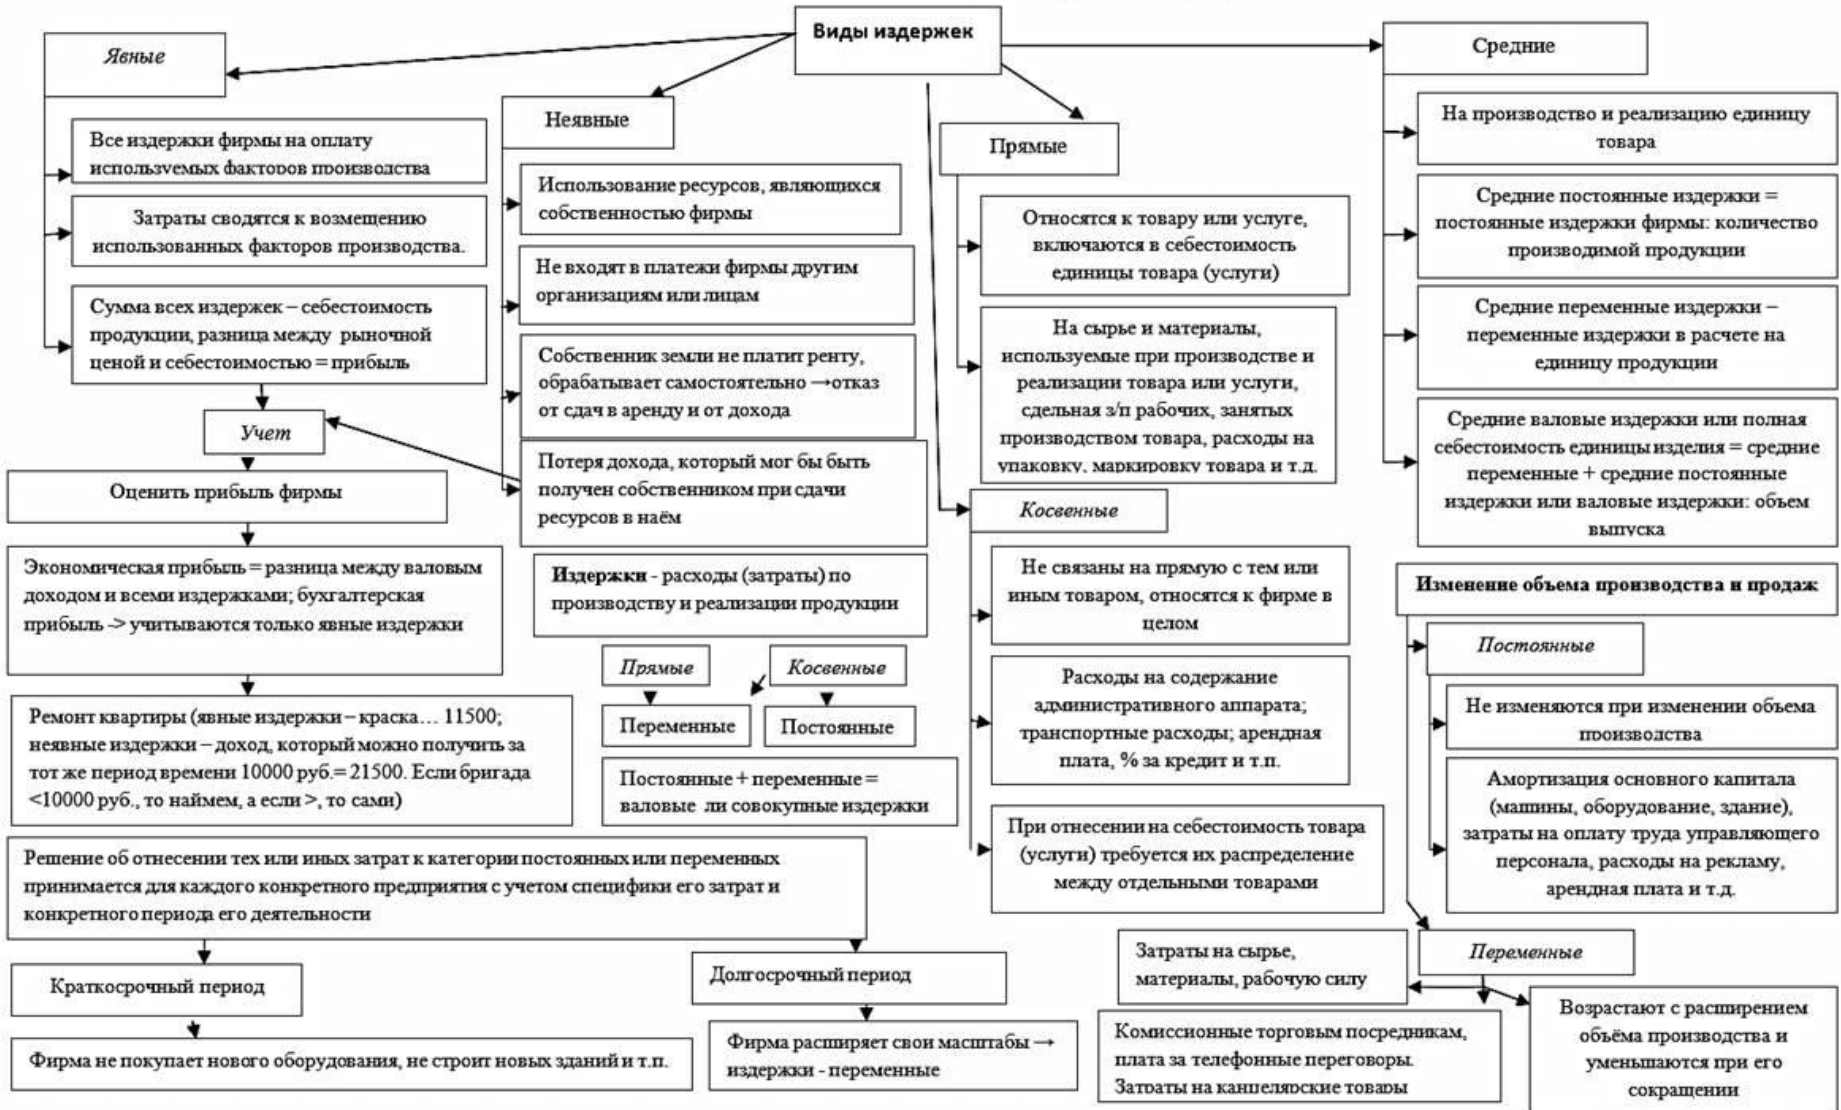 Виды издержек
Явные
Все издержки фирмы на оплату
используемых факторов производства
Затраты сводятся к возмещению
использованных факторов производства.
Сумма всех издержек – себестоимость
продукции, разница между рыночной
ценой и себестоимостью = прибыль
Учет
Оценить прибыль фирмы
Экономическая прибыль = разница между валовым
доходом и всеми издержками; бухгалтерская
прибыль -> учитываются только явные издержки
Ремонт квартиры (явные издержки – краска… 11500;
неявные издержки – доход, который можно получить за
тот же период времени 10000 руб.= 21500. Если бригада
<10000 руб., то наймем, а если >, то сами)
Неявные
Использование ресурсов, являющихся
собственностью фирмы
Не входят в платежи фирмы другим
организациям или лицам
Собственник земли не платит ренту,
обрабатывает самостоятельно →отказ
от сдач в аренду и от дохода
Потеря дохода, который мог бы быть
получен собственником при сдачи
ресурсов в наём
Издержки - расходы (затраты) по
производству и реализации продукции
Прямые
Косвенные
Переменные
Постоянные
Постоянные + переменные =
валовые ли совокупные издержки
Решение об отнесении тех или иных затрат к категории постоянных или переменных
принимается для каждого конкретного предприятия с учетом специфики его затрат и
конкретного периода его деятельности
Краткосрочный период
Фирма не покупает нового оборудования, не строит новых зданий и т.п.
Долгосрочный период
Фирма расширяет свои масштабы →
издержки - переменные
Прямые
Относятся к товару или услуге,
включаются в себестоимость
единицы товара (услуги)
На сырье и материалы,
используемые при производстве и
реализации товара или услуги,
сдельная з/п рабочих, занятых
производством товара, расходы на
упаковку, маркировку товара и т.д.
Косвенные
Не связаны на прямую с тем или
иным товаром, относятся к фирме в
целом
Расходы на содержание
административного аппарата;
транспортные расходы; арендная
плата, % за кредит и т.п.
При отнесении на себестоимость товара
(услуги) требуется их распределение
между отдельными товарами
Средние
На производство и реализацию единицу
товара
Средние постоянные издержки =
постоянные издержки фирмы: количество
производимой продукции
Средние переменные издержки –
переменные издержки в расчете на
единицу продукции
Средние валовые издержки или полная
себестоимость единицы изделия = средние
переменные + средние постоянные
издержки или валовые издержки: объем
выпуска
Изменение объема производства и продаж
Постоянные
Не изменяются при изменении объема
производства
Амортизация основного капитала
(машины, оборудование, здание),
затраты на оплату труда управляющего
персонала, расходы на рекламу,
арендная плата и т.д.
Переменные
Затраты на сырье,
материалы, рабочую силу
Комиссионные торговым посредникам,
плата за телефонные переговоры.
Затраты на канцелярские товары
Возрастают с расширением
объёма производства и
уменьшаются при его
сокращении